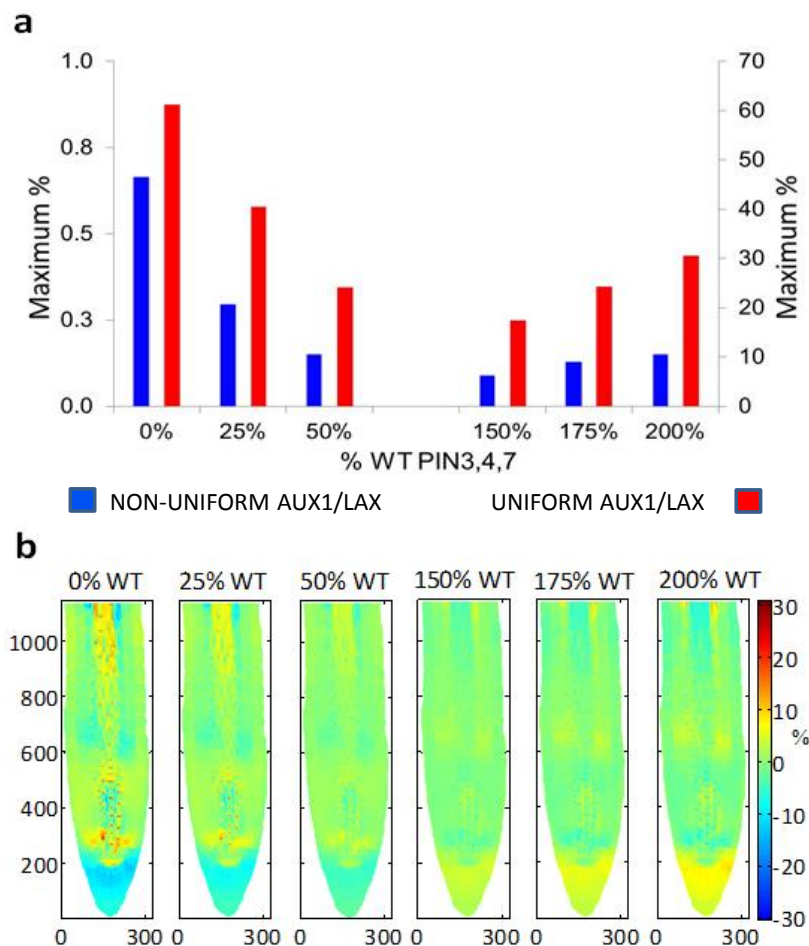 a
Maximum %
1.0
0.8
0.5
0.3
0.0
70
60
50
40
30
20
10
0
Maximum %
0% 25% 50% 150% 175% 200%
% WT PIN3,4,7
NON-UNIFORM AUX1/LAX UNIFORM AUX1/LAX
b
0% WT 25% WT 50% WT 150% WT 175% WT 200% WT
1000
800
600
400
200
30
20
10
0
-10
-20
-30
%
0 300 0 300 0 300 0 300 0 300 0 300